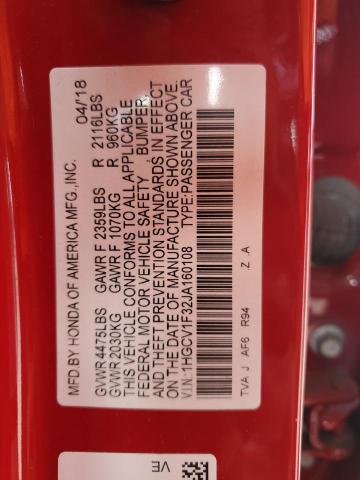 MFD.BY HONDA OF AMERICA MFG.,INC. 04/'18
GVWR 4475LBS GAWR F 2359LBS R 2116LBS
GVWR 2030KG GAWR F 1070KG R 960KG
THIS VEHICLE CONFORMS TO ALL APPLICABLE
FEDERAL MOTOR VEHICLE SAFETY , BUMPER,
AND THEFT PREVENTION STANDARDS IN EFFECT
ON THE DATE OF MANUFACTURE SHOWN ABOVE.
V.I.N.:1HGCV1F32JA160108 TYPE:PASSENGER CAR
TVA J AF6 R94 Z .A
VE